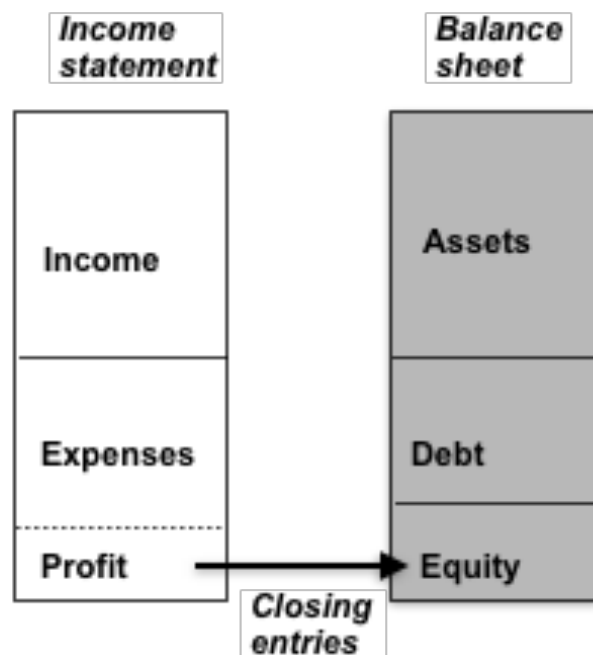 Income
statement
Balance
sheet
Income
Assets
Expenses
Debt
Profit
Equity
Closing
entries